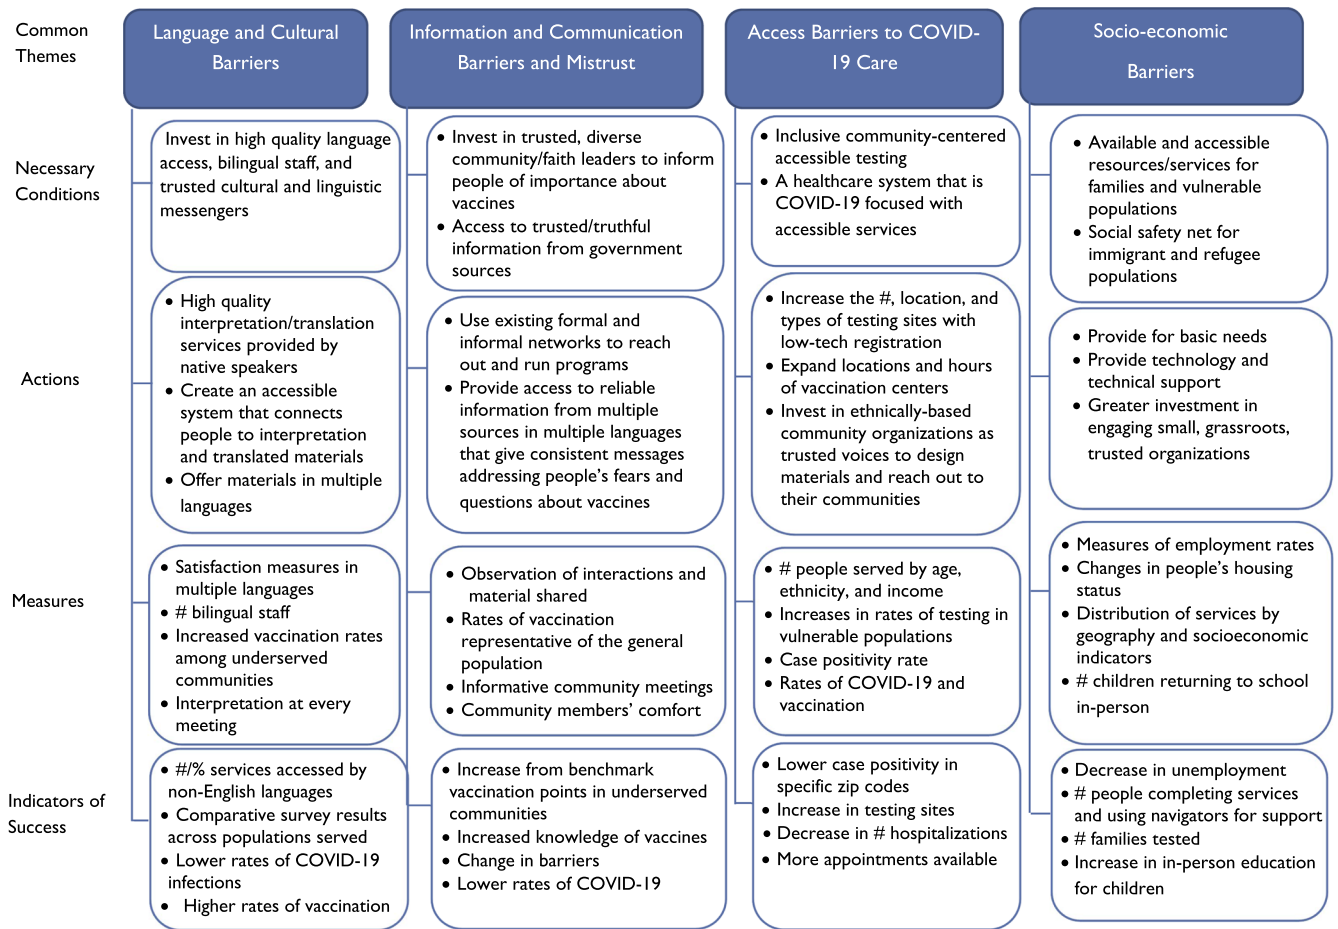 Common
Themes
Language and Cultural
Barriers
Information and Communication
Barriers and Mistrust
Access Barriers to COVID-
19 Care
Socio-economic
Barriers
Necessary
Conditions
Invest in high quality language
access, bilingual staff, and
trusted cultural and linguistic
messengers
• Invest in trusted, diverse
community/faith leaders to inform
people of importance about
vaccines
• Access to trusted/truthful
information from government
sources
• Inclusive community-centered
accessible testing
• A healthcare system that is
COVID-19 focused with
accessible services
• Available and accessible
resources/services for
families and vulnerable
populations
• Social safety net for
immigrant and refugee
populations
Actions
• High quality
interpretation/translation
services provided by
native speakers
• Create an accessible
system that connects
people to interpretation
and translated materials
• Offer materials in multiple
languages
• Use existing formal and
informal networks to reach
out and run programs
• Provide access to reliable
information from multiple
sources in multiple languages
that give consistent messages
addressing people's fears and
questions about vaccines
• Increase the #, location, and
types of testing sites with
low-tech registration
• Expand locations and hours
of vaccination centers
• Invest in ethnically-based
community organizations as
trusted voices to design
materials and reach out to
their communities
• Provide for basic needs
• Provide technology and
technical support
• Greater investment in
engaging small, grassroots,
trusted organizations
Measures
• Satisfaction measures in
multiple languages
• # bilingual staff
• Increased vaccination rates
among underserved
communities
• Interpretation at every
meeting
• Observation of interactions and
material shared
• Rates of vaccination
representative of the general
population
• Informative community meetings
• Community members' comfort
• # people served by age,
ethnicity, and income
• Increases in rates of testing in
vulnerable populations
• Case positivity rate
• Rates of COVID-19 and
vaccination
• Measures of employment rates
• Changes in people's housing
status
• Distribution of services by
geography and socioeconomic
indicators
• # children returning to school
in-person
Indicators of
Success
• #/% services accessed by
non-English languages
• Comparative survey results
across populations served
• Lower rates of COVID-19
infections
• Higher rates of vaccination
• Increase from benchmark
vaccination points in underserved
communities
• Increased knowledge of vaccines
• Change in barriers
• Lower rates of COVID-19
• Lower case positivity in
specific zip codes
• Increase in testing sites
• Decrease in # hospitalizations
• More appointments available
• Decrease in unemployment
• # people completing services
and using navigators for support
• # families tested
• Increase in in-person education
for children